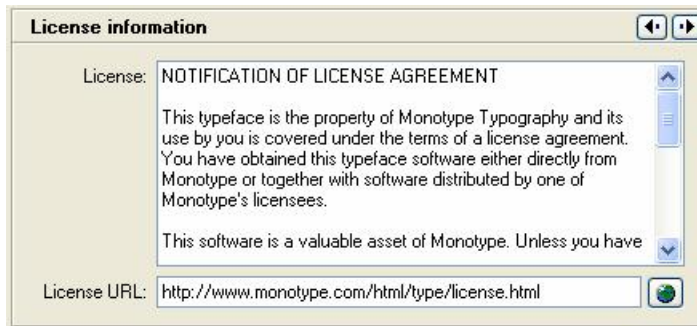 License information
License:
NOTIFICATION OF LICENSE AGREEMENT
This typeface is the property of Monotype Typography and its
use by you is covered under the terms of a license agreement.
You have obtained this typeface software either directly from
Monotype or together with software distributed by one of
Monotype's licensees.
This software is a valuable asset of Monotype. Unless you have
License URL: http://www.monotype.com/html/type/license.html